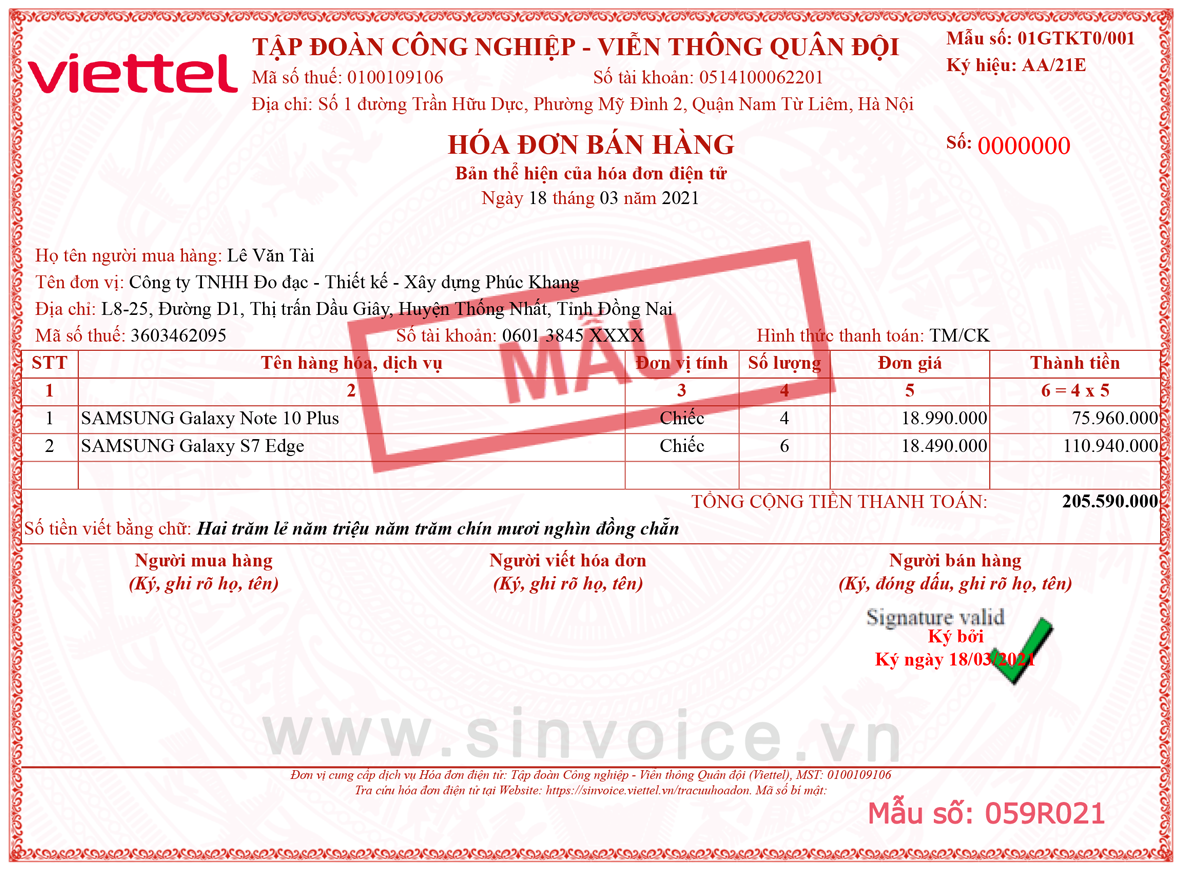 viettel
TẬP ĐOÀN CÔNG NGHIỆP - VIỄN THÔNG QUÂN ĐỘI
Mã số thuế: 0100109106 Số tài khoản: 0514100062201
Địa chỉ: Số 1 đường Trần Hữu Dực, Phường Mỹ Đình 2, Quận Nam Từ Liêm, Hà Nội
Mẫu số: 01GTKT0/001
Ký hiệu: AA/21E
HÓA ĐƠN BÁN HÀNG
Số: 0000000
Bản thể hiện của hóa đơn điện tử
Ngày 18 tháng 03 năm 2021
Họ tên người mua hàng: Lê Văn Tài
Tên đơn vị: Công ty TNHH Đo đạc - Thiết kế - Xây dựng Phúc Khang
Địa chỉ: L8-25, Đường D1, Thị trấn Dầu Giây, Huyện Thống Nhất, Tỉnh Đồng Nai
Mã số thuế: 3603462095 Số tài khoản: 0601 3845 XXXX Hình thức thanh toán: TM/CK
MẪU
STT Tên hàng hóa, dịch vụ Đơn vị tính Số lượng Đơn giá Thành tiền
1 2 3 4 5 6 = 4 x 5
1 SAMSUNG Galaxy Note 10 Plus Chiếc 4 18.990.000 75.960.000
2 SAMSUNG Galaxy S7 Edge Chiếc 6 18.490.000 110.940.000
TỔNG CỘNG TIỀN THANH TOÁN: 205.590.000
Số tiền viết bằng chữ: Hai trăm lẻ năm triệu năm trăm chín mươi nghìn đồng chẵn
Người mua hàng Người viết hóa đơn Người bán hàng
(Ký, ghi rõ họ, tên) (Ký, ghi rõ họ, tên) (Ký, đóng dấu, ghi rõ họ, tên)
Signature valid
Ký bởi
Ký ngày 18/03/2021
www.sinvoice.vn
Đơn vị cung cấp dịch vụ Hóa đơn điện tử: Tập đoàn Công nghiệp - Viễn thông Quân đội (Viettel), MST: 0100109106
Tra cứu hóa đơn điện tử tại Website: https://sinvoice.viettel.vn/tracuuhoadon. Mã số bí mật:
Mẫu số: 059R021